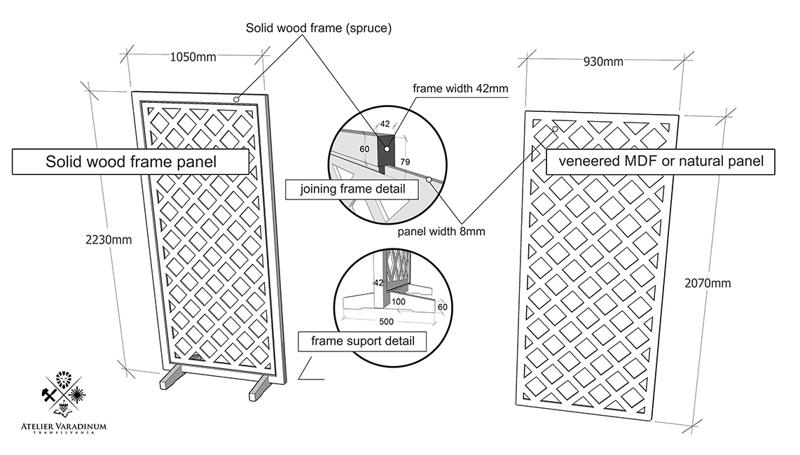 Solid wood frame (spruce)
1050mm
930mm
frame width 42mm
42
60
79
Solid wood frame panel
veneered MDF or natural panel
joining frame detail
panel width 8mm
2230mm
2070mm
42
100
60
500
frame suport detail
ATELIER VARADINUM
TRANSILVANIA